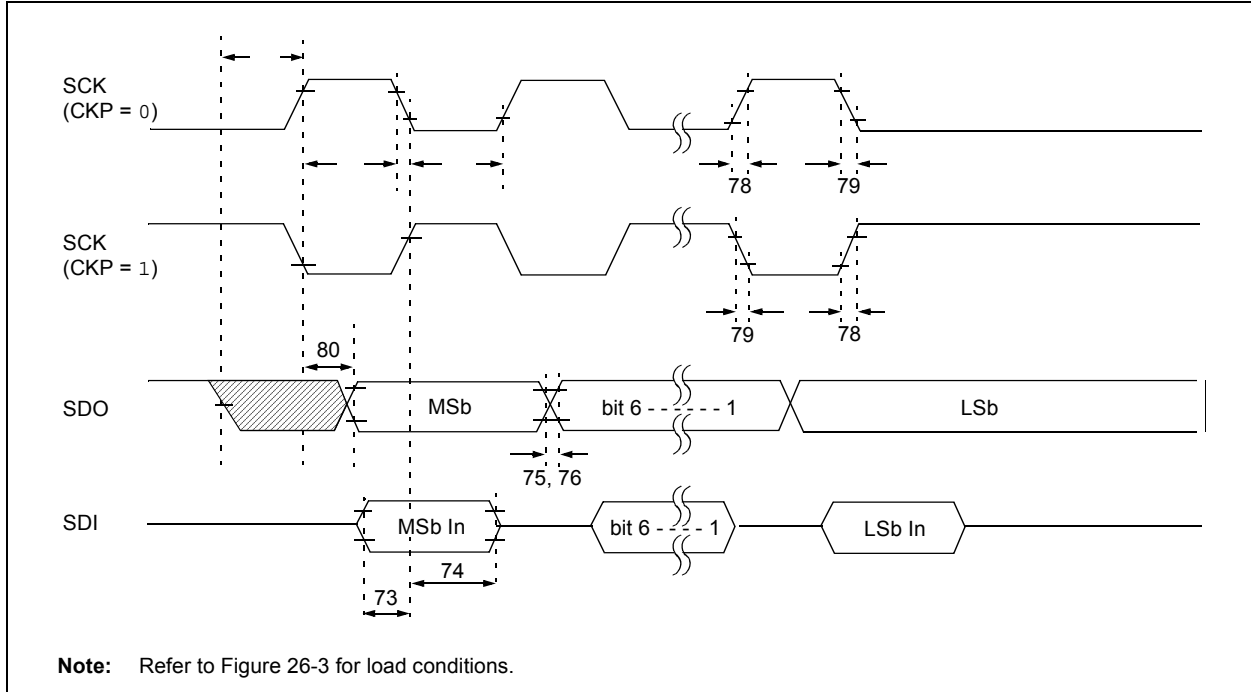 SCK
(CKP = 0)
78
79
SCK
(CKP = 1)
79
78
80
SDO
MSb
bit 6 - - - - - - 1
LSb
75, 76
SDI
MSb In
bit 6 - - - - 1
LSb In
74
73
Note: Refer to Figure 26-3 for load conditions.